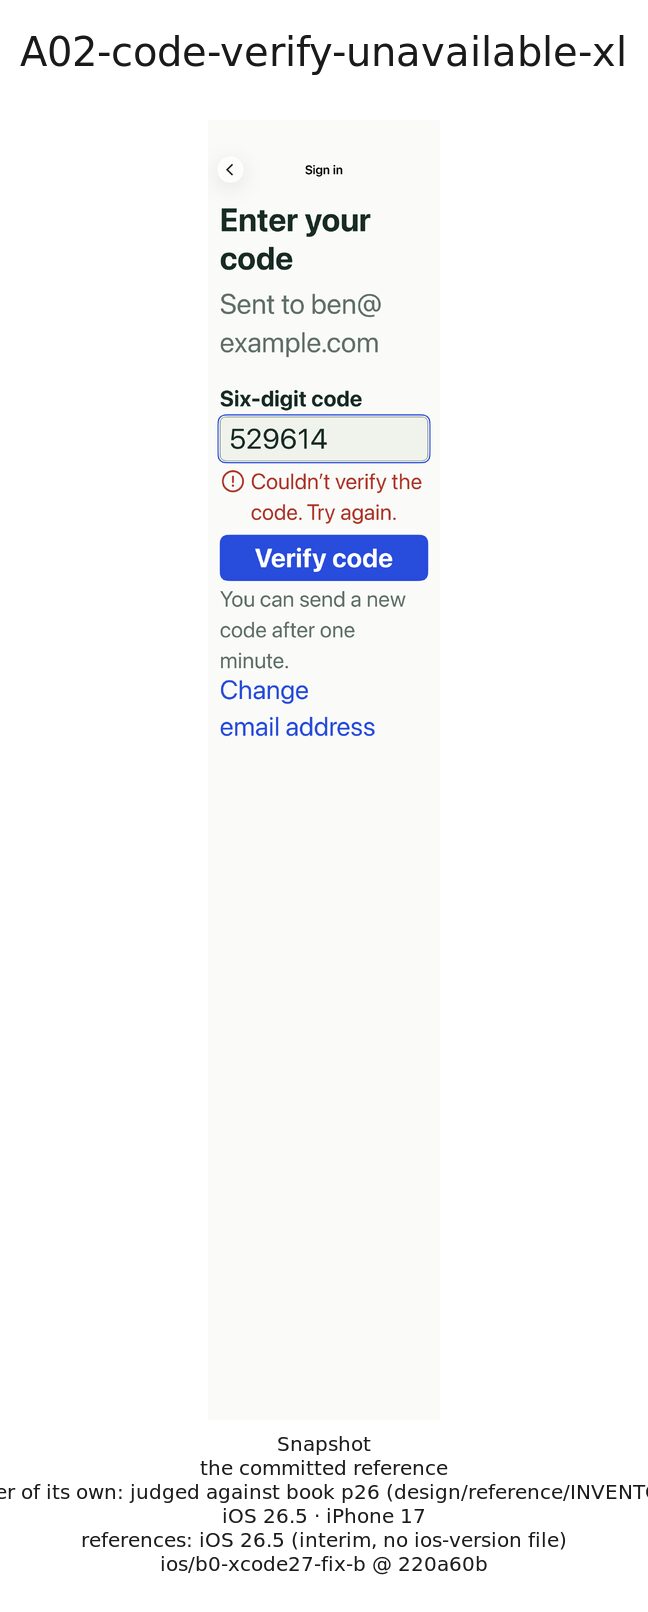 A02-code-verify-unavailable-xl
Sign in
Enter your
code
Sent to ben@
example.com
Six-digit code
529614
Couldn’t verify the
code. Try again.
Verify code
You can send a new
code after one
minute.
Change
email address
Snapshot
the committed reference
of its own: judged against book p26 (design/reference/
iOS 26.5 · iPhone 17
references: iOS 26.5 (interim, no ios-version file)
ios/b0-xcode27-fix-b @ 220a60b